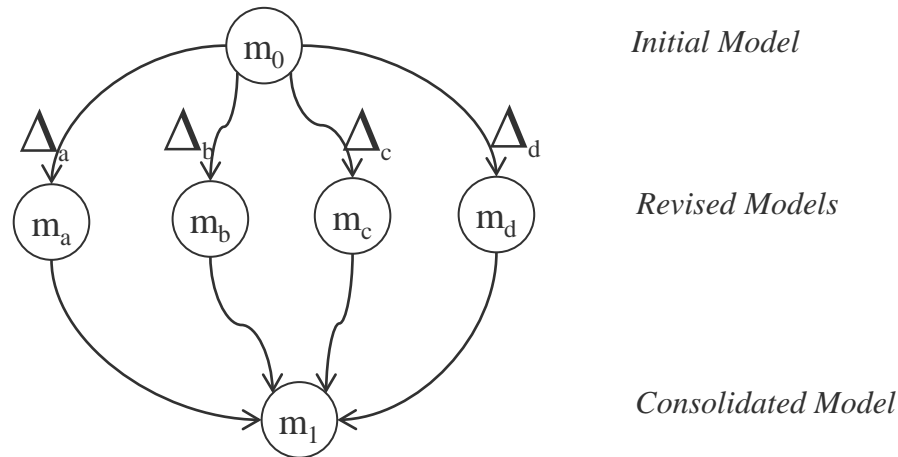 m₀ Initial Model
Δₐ Δb Δc Δd
mₐ mb mc md Revised Models
m₁ Consolidated Model